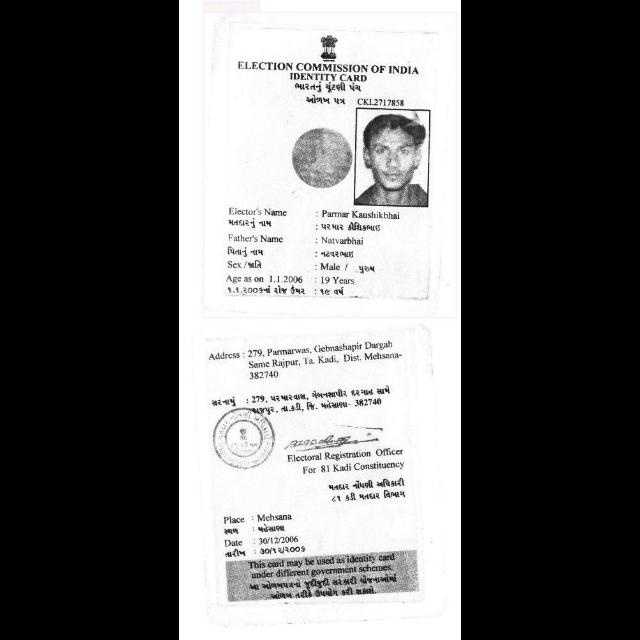 ELECTION COMMISSION OF INDIA
IDENTITY CARD
ભારતનું ચૂંટણી પંચ
ઓળખ પત્ર CKL2717858
Elector's Name : Parmar Kaushikbhai
મતદારનું નામ : પરમાર કૌશિકભાઇ
Father's Name : Natvarbhai
પિતાનું નામ : નટવરભાઇ
Sex /જાતિ : Male / પુરુષ
Age as on 1.1.2006 : 19 Years
૧.૧.૨૦૦૬નાં રોજ ઉંમર : ૧૯ વર્ષ
Address : 279, Parmarwas, Gebnashapir Dargah
Same Rajpur, Ta. Kadi, Dist. Mehsana-
382740
સરનામું : 279, પરમારવાસ, ગેબનશાપીર દરગાહ સામે
રાજપુર, તા.કડી, જિ. મહેસાણા- 382740
Electoral Registration Officer
For 81 Kadi Constituency
મતદાર નોંધણી અધિકારી
૮૧ કડી મતદાર વિભાગ
Place : Mehsana
સ્થળ : મહેસાણા
Date : 30/12/2006
તારીખ : ૩૦/૧૨/૨૦૦૬
This card may be used as identity card
under different government schemes.
આ ઓળખપત્રનો જુદીજુદી સરકારી યોજનાઓમાં
ઓળખ તરીકે ઉપયોગ કરી શકાશે.